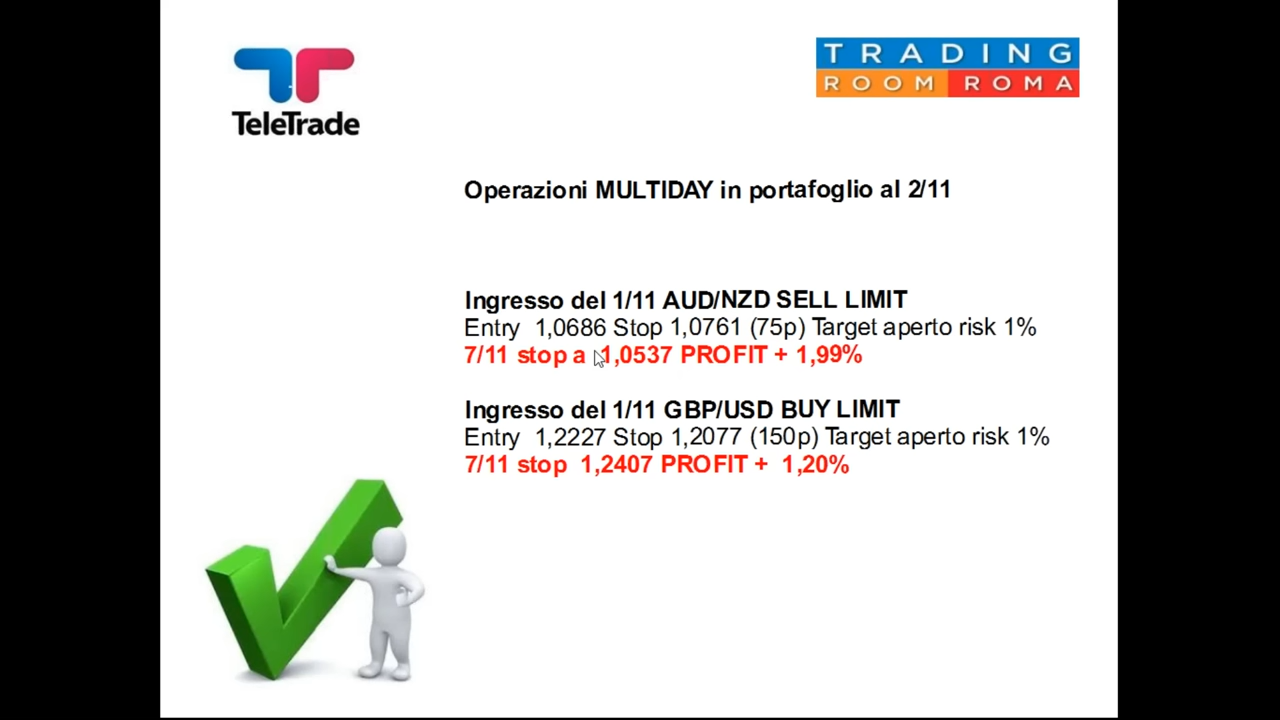 TeleTrade
TRADING
ROOM ROMA
Operazioni MULTIDAY in portafoglio al 2/11
Ingresso del 1/11 AUD/NZD SELL LIMIT
Entry 1,0686 Stop 1,0761 (75p) Target aperto risk 1%
7/11 stop a 1,0537 PROFIT + 1,99%
Ingresso del 1/11 GBP/USD BUY LIMIT
Entry 1,2227 Stop 1,2077 (150p) Target aperto risk 1%
7/11 stop 1,2407 PROFIT + 1,20%